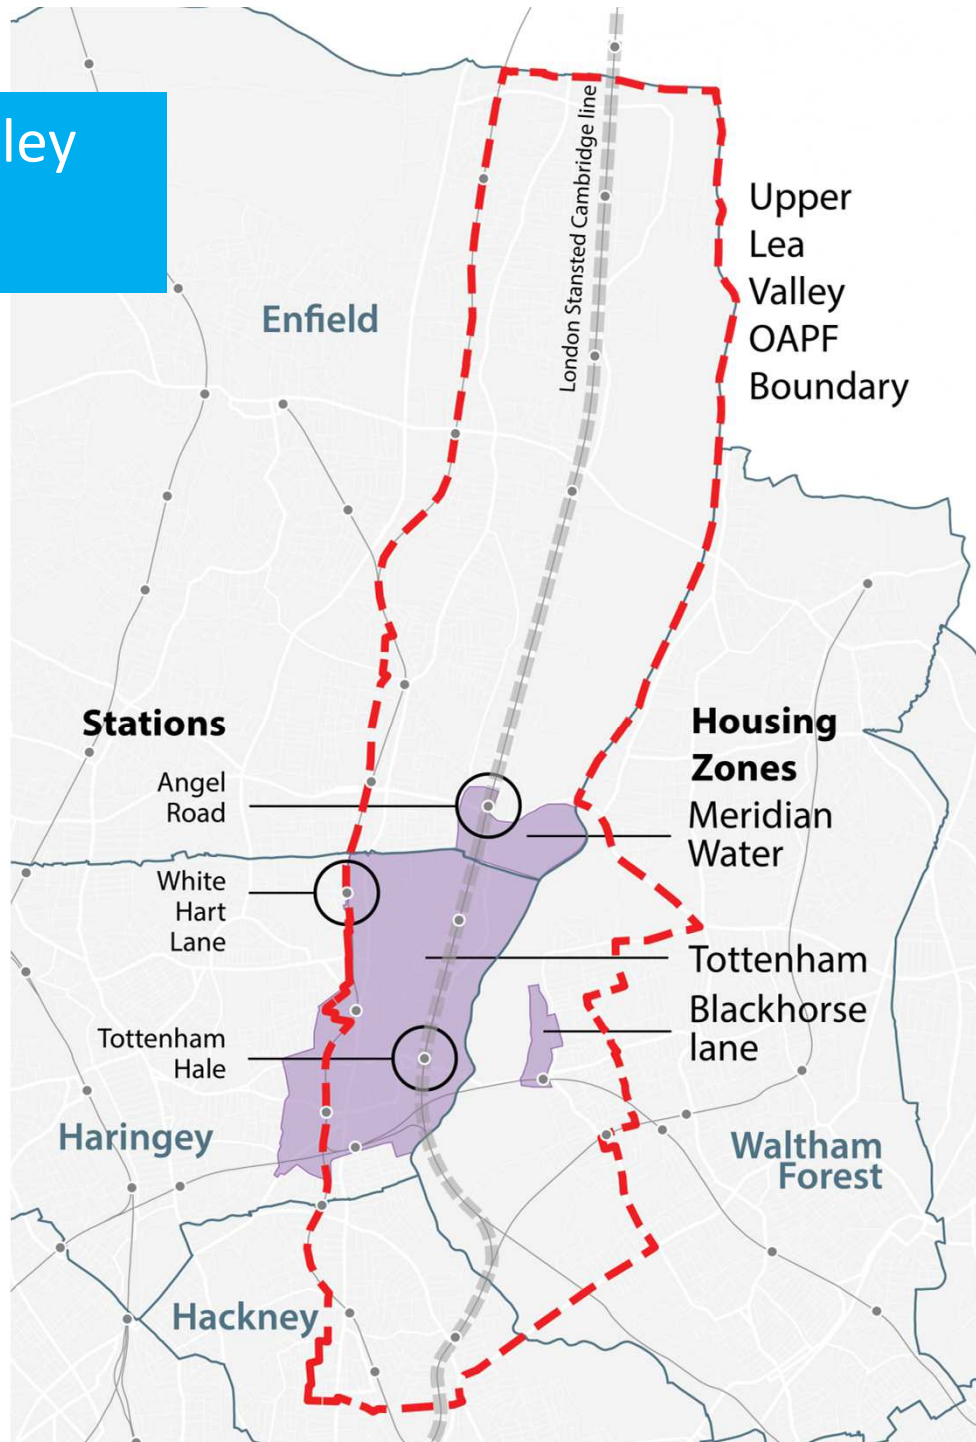 ley
London Stansted Cambridge line
Upper
Lea
Valley
OAPF
Boundary
Enfield
Stations
Angel
Road
White
Hart
Lane
Tottenham
Hale
Housing
Zones
Meridian
Water
Tottenham
Blackhorse
lane
Haringey
Waltham
Forest
Hackney